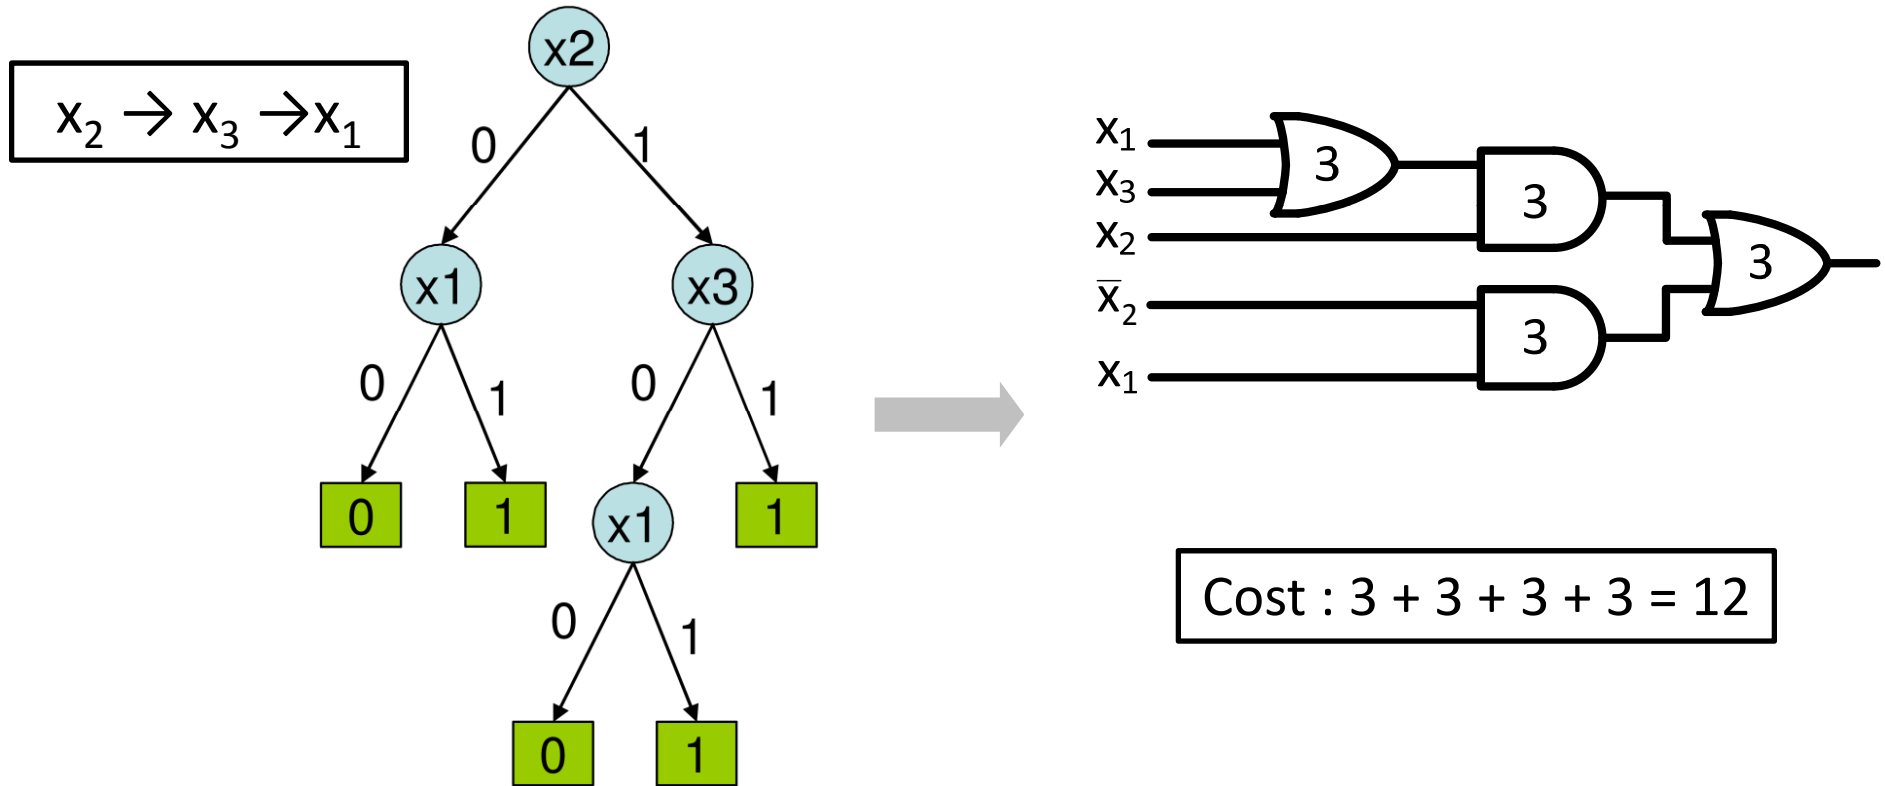 x2
x₂ → x₃ → x₁
0 1
x1 x3
0 1 0 1
0 1 x1 1
0 1
0 1
x₁
x₃
x₂
x̅₂
x₁
3
3
3
3
Cost : 3 + 3 + 3 + 3 = 12